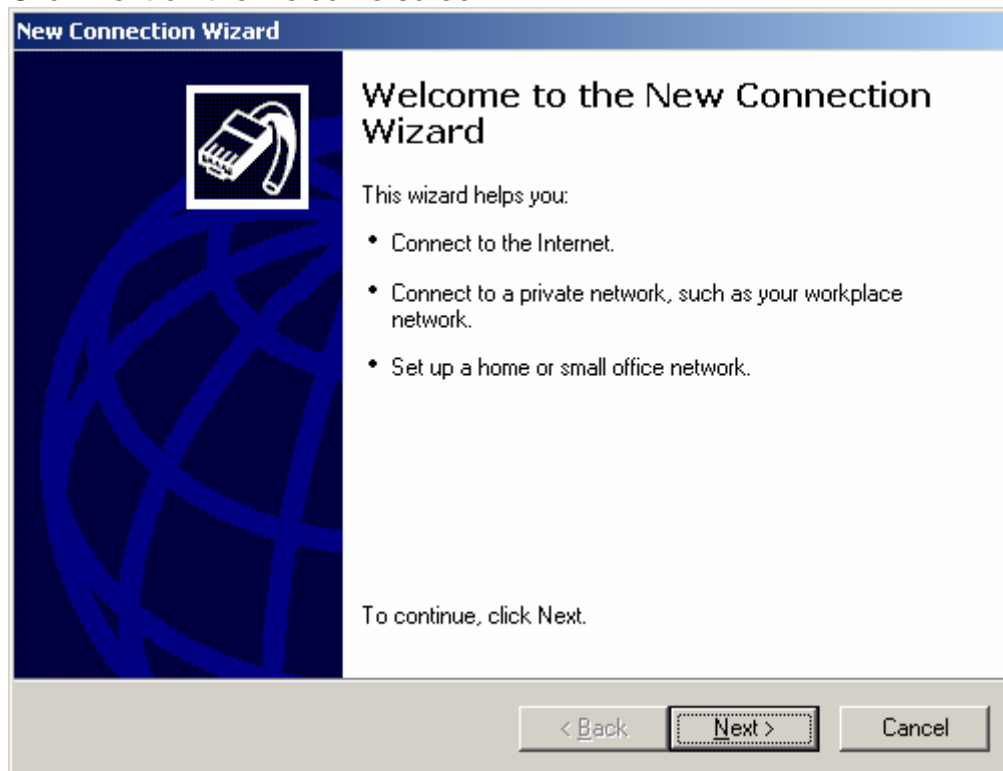 New Connection Wizard
Welcome to the New Connection
Wizard
This wizard helps you:
• Connect to the Internet.
• Connect to a private network, such as your workplace
network.
• Set up a home or small office network.
To continue, click Next.
< Back Next > Cancel